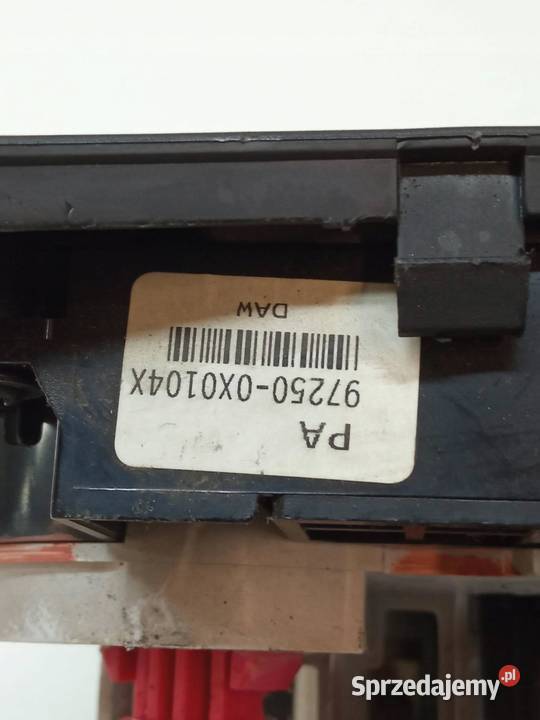 PA
97250-0X0104X
DAW
Sprzedajemy.pl